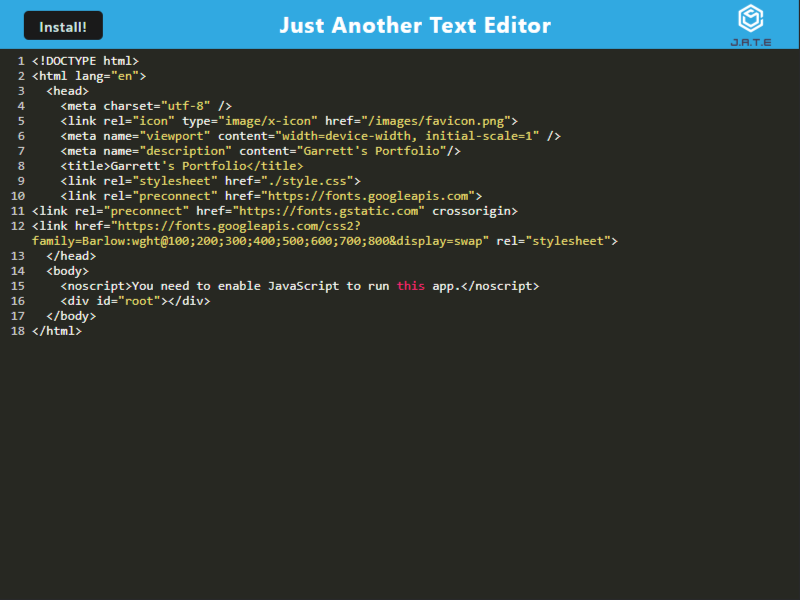 Install!
Just Another Text Editor
J.A.T.E
1 <!DOCTYPE html>
2 <html lang="en">
3   <head>
4     <meta charset="utf-8" />
5     <link rel="icon" type="image/x-icon" href="/images/favicon.png">
6     <meta name="viewport" content="width=device-width, initial-scale=1" />
7     <meta name="description" content="Garrett's Portfolio"/>
8     <title>Garrett's Portfolio</title>
9     <link rel="stylesheet" href="./style.css">
10     <link rel="preconnect" href="https://fonts.googleapis.com">
11 <link rel="preconnect" href="https://fonts.gstatic.com" crossorigin>
12 <link href="https://fonts.googleapis.com/css2?
family=Barlow:wght@100;200;300;400;500;600;700;800&display=swap" rel="stylesheet">
13   </head>
14   <body>
15     <noscript>You need to enable JavaScript to run this app.</noscript>
16     <div id="root"></div>
17   </body>
18 </html>